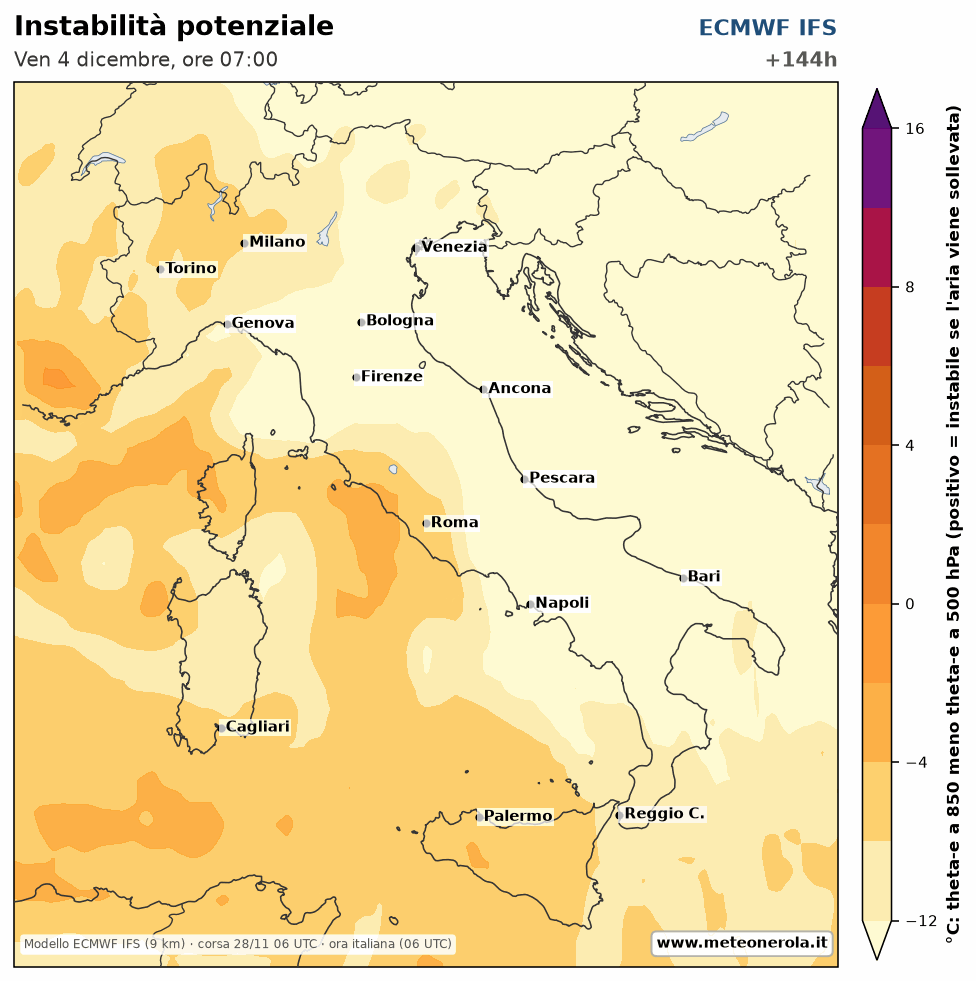 Instabilità potenziale
ECMWF IFS
Ven 4 dicembre, ore 07:00
+144h
Milano
Torino
Venezia
Genova
Bologna
Firenze
Ancona
Pescara
Roma
Bari
Napoli
Cagliari
Palermo
Reggio C.
16
8
4
0
−4
−12
°C: theta-e a 850 meno theta-e a 500 hPa (positivo = instabile se l'aria viene sollevata)
Modello ECMWF IFS (9 km) · corsa 28/11 06 UTC · ora italiana (06 UTC)
www.meteonerola.it